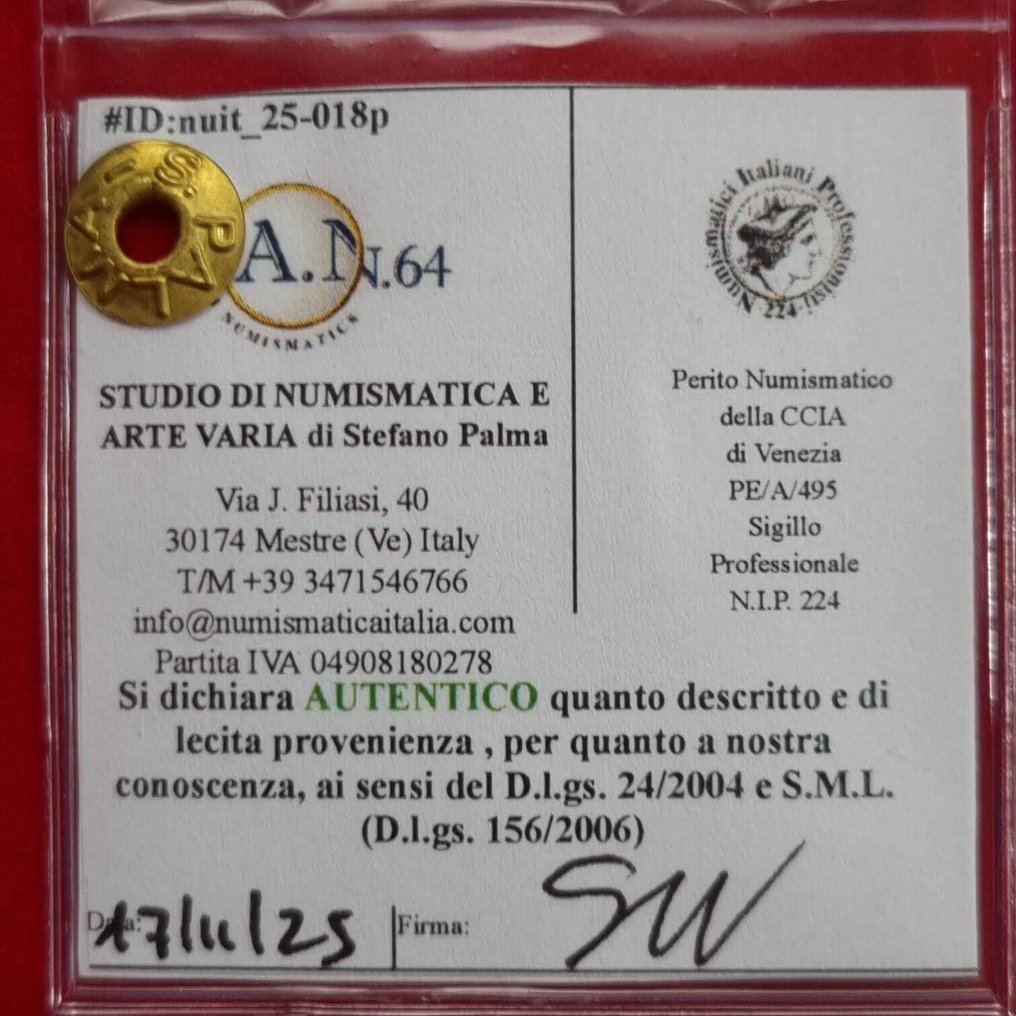 #ID:nuit_25-018p
S. PALMA - I -
A.N.N.64
NUMISMATICS
STUDIO DI NUMISMATICA E
ARTE VARIA di Stefano Palma
Via J. Filiasi, 40
30174 Mestre (Ve) Italy
T/M +39 3471546766
info@numismaticaitalia.com
Partita IVA 04908180278
Numismatici Italiani Professionisti
N. 224
Perito Numismatico
della CCIA
di Venezia
PE/A/495
Sigillo
Professionale
N.I.P. 224
Si dichiara AUTENTICO quanto descritto e di
lecita provenienza , per quanto a nostra
conoscenza, ai sensi del D.l.gs. 24/2004 e S.M.L.
(D.l.gs. 156/2006)
Data: 17/11/25
Firma: